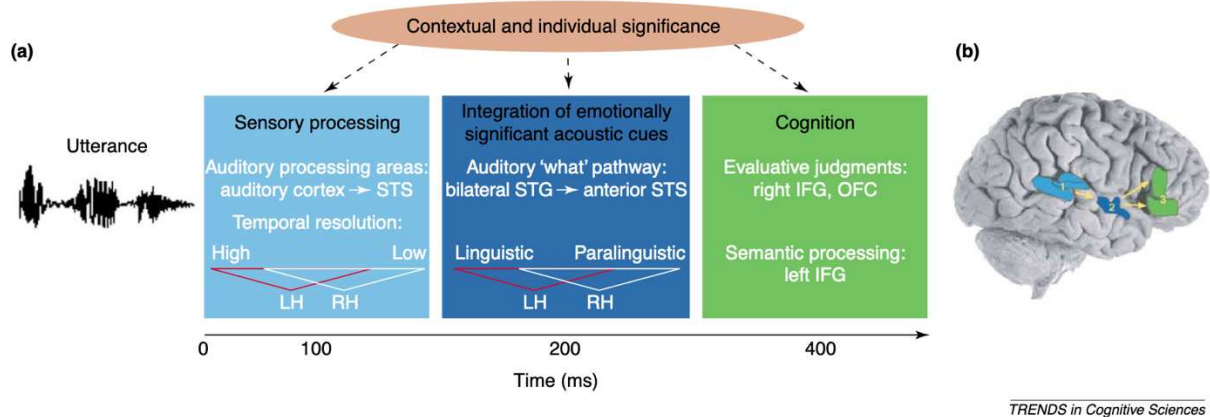 Contextual and individual significance
(a)
(b)
Utterance
Sensory processing
Auditory processing areas:
auditory cortex → STS
Temporal resolution:
High Low
LH RH
Integration of emotionally
significant acoustic cues
Auditory ‘what’ pathway:
bilateral STG → anterior STS
Linguistic Paralinguistic
LH RH
Cognition
Evaluative judgments:
right IFG, OFC
Semantic processing:
left IFG
0 100 200 400
Time (ms)
1
2
3
TRENDS in Cognitive Sciences